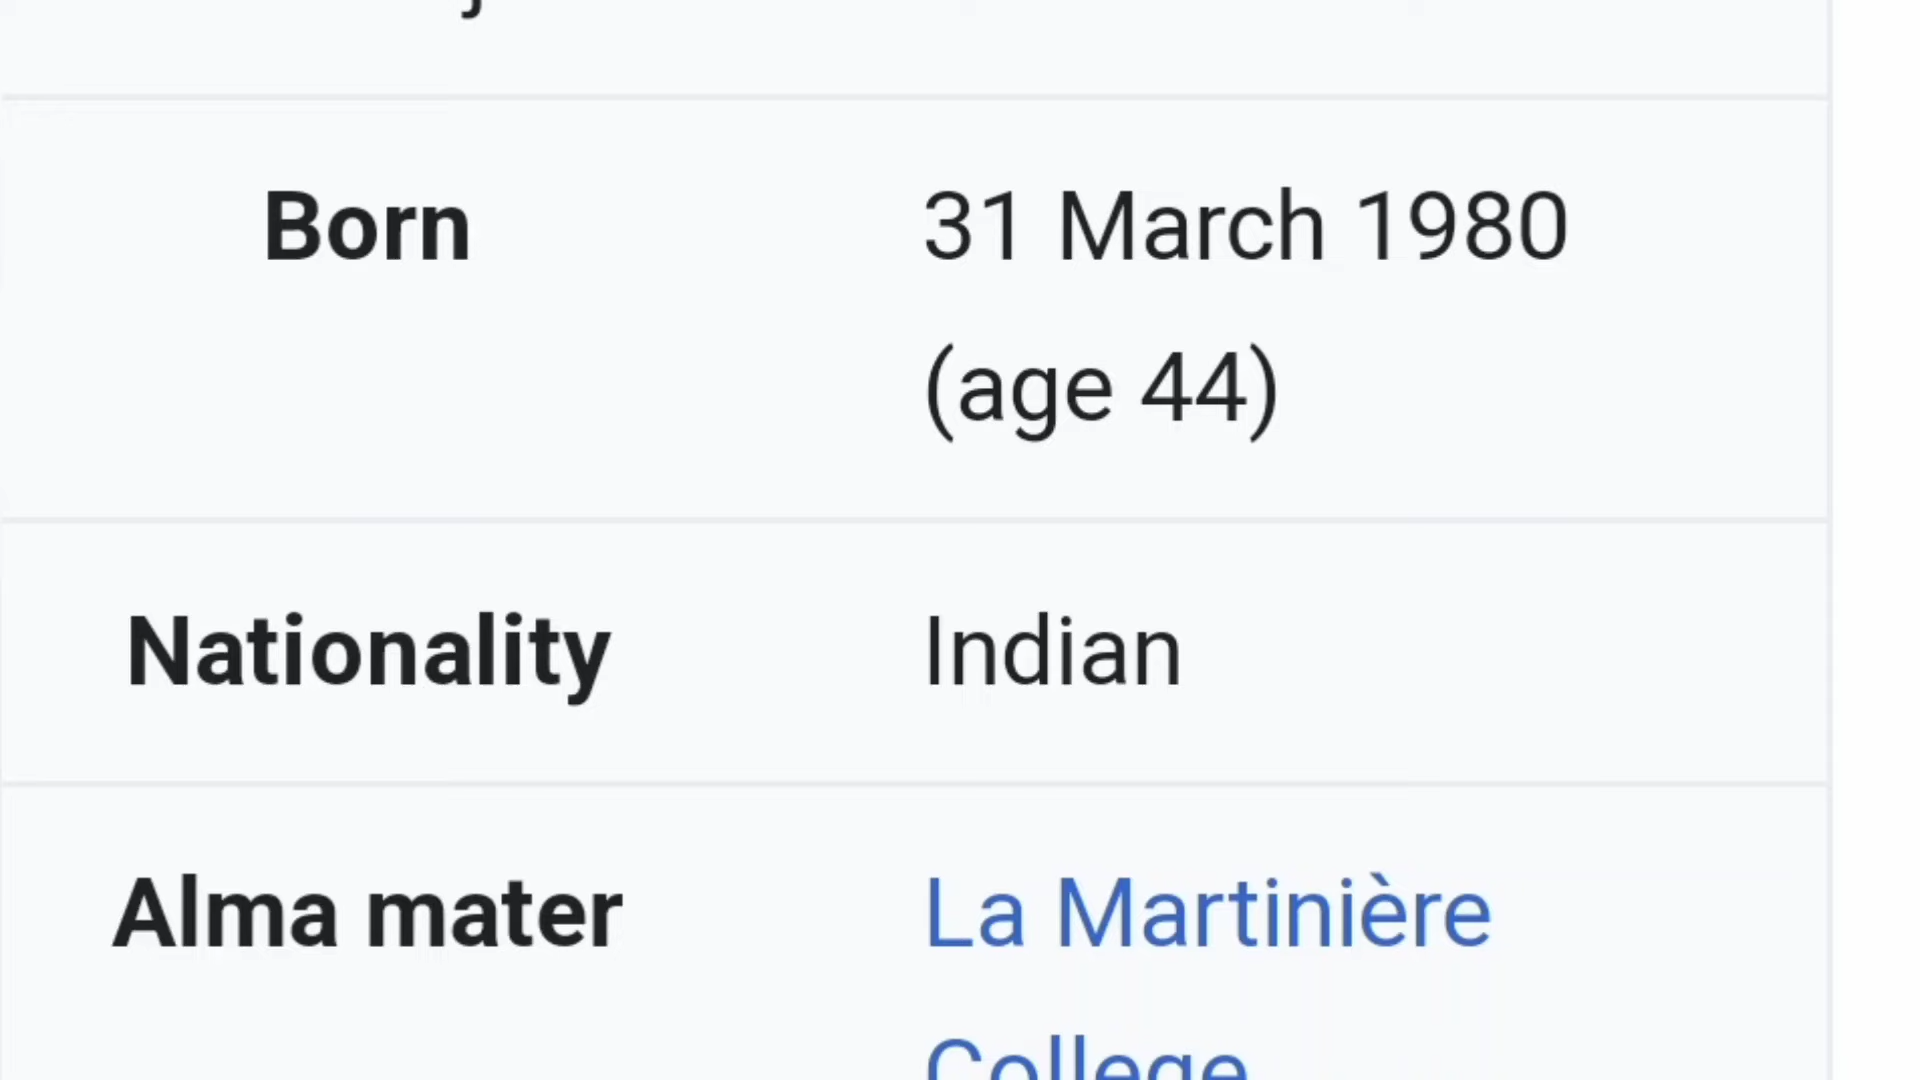 Born 31 March 1980
(age 44)
Nationality Indian
Alma mater La Martinière
College